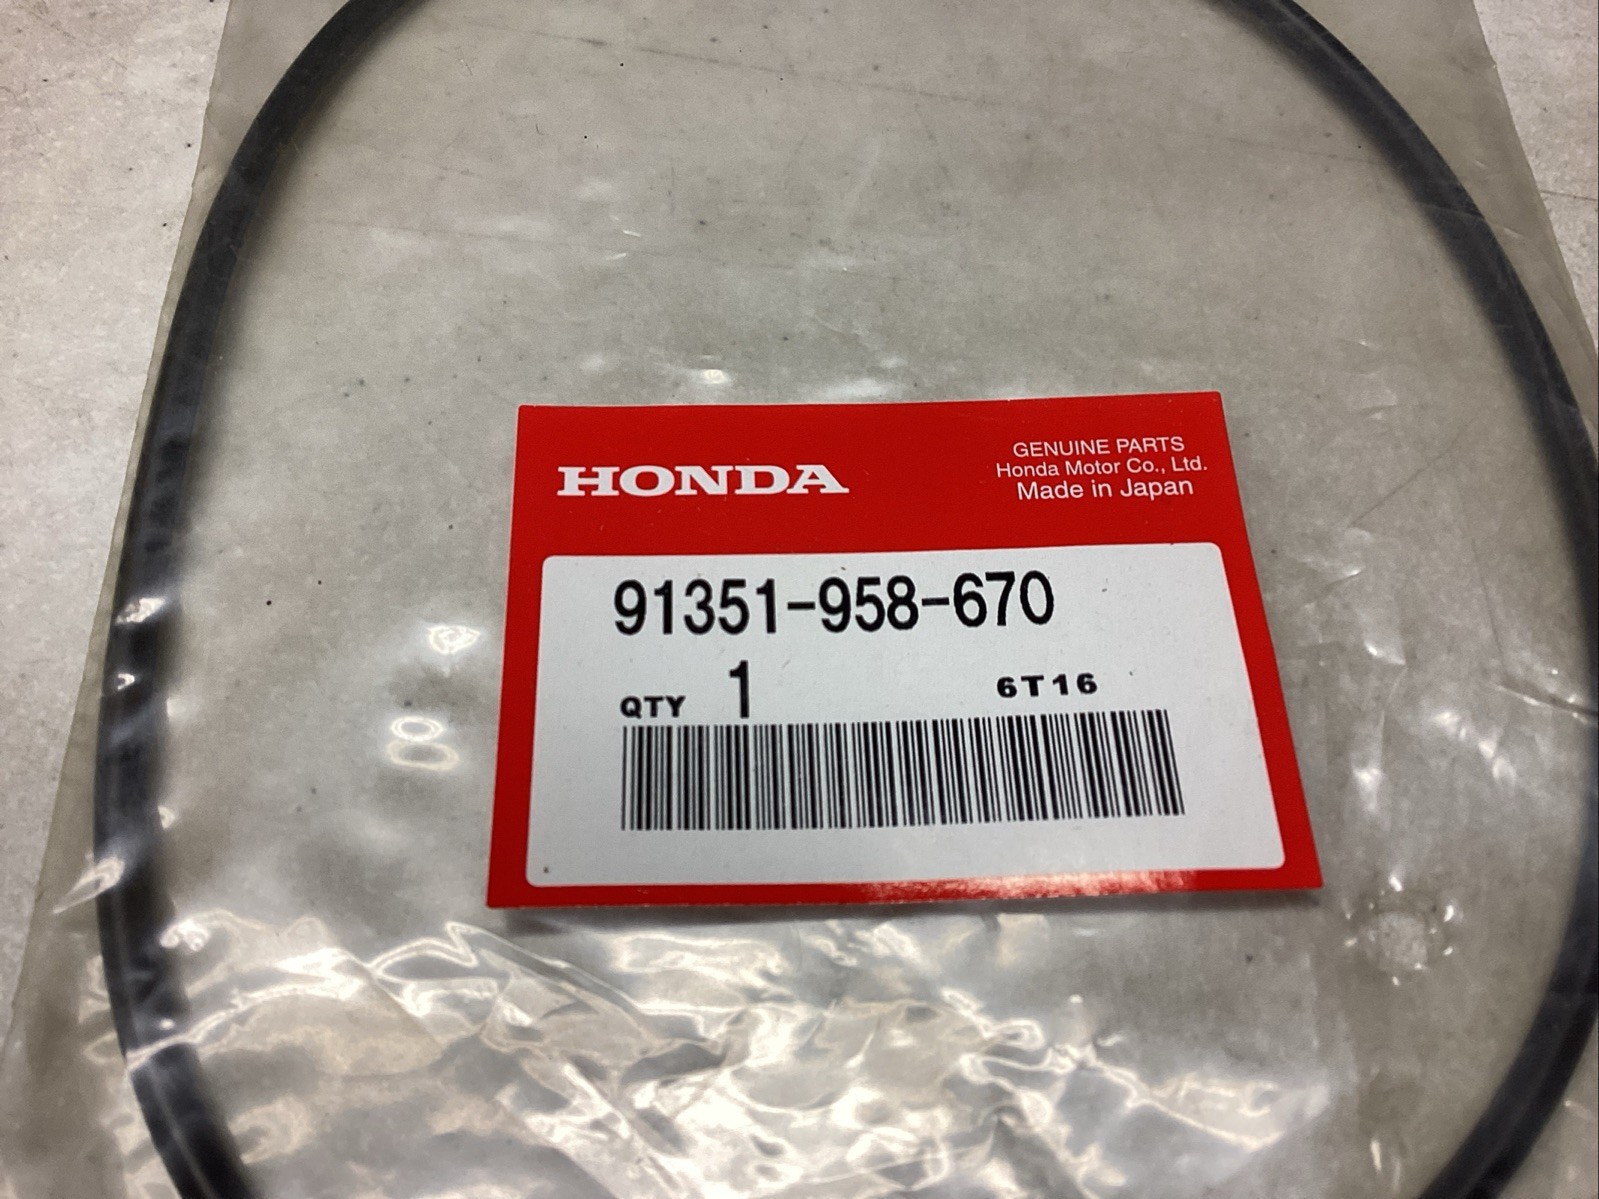 HONDA
GENUINE PARTS
Honda Motor Co., Ltd.
Made in Japan
91351-958-670
QTY 1 6T16